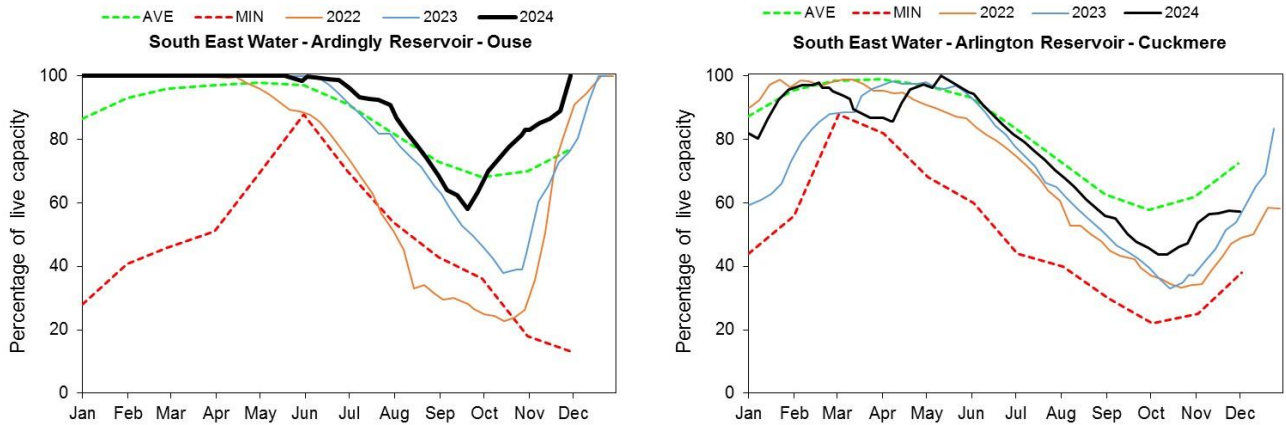 AVE MIN 2022 2023 2024
South East Water - Ardingly Reservoir - Ouse
Percentage of live capacity
100
80
60
40
20
0
Jan Feb Mar Apr May Jun Jul Aug Sep Oct Nov Dec
AVE MIN 2022 2023 2024
South East Water - Arlington Reservoir - Cuckmere
Percentage of live capacity
100
80
60
40
20
0
Jan Feb Mar Apr May Jun Jul Aug Sep Oct Nov Dec